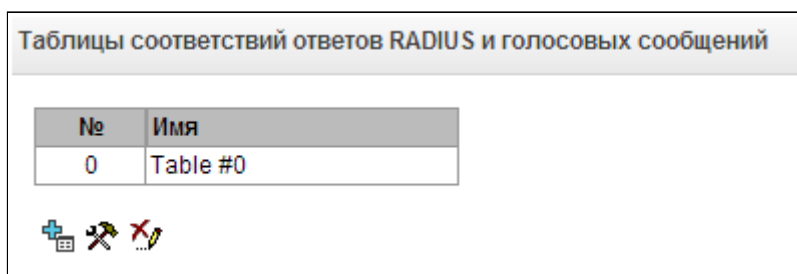 Таблицы соответствий ответов RADIUS и голосовых сообщений
№ Имя
0 Table #0